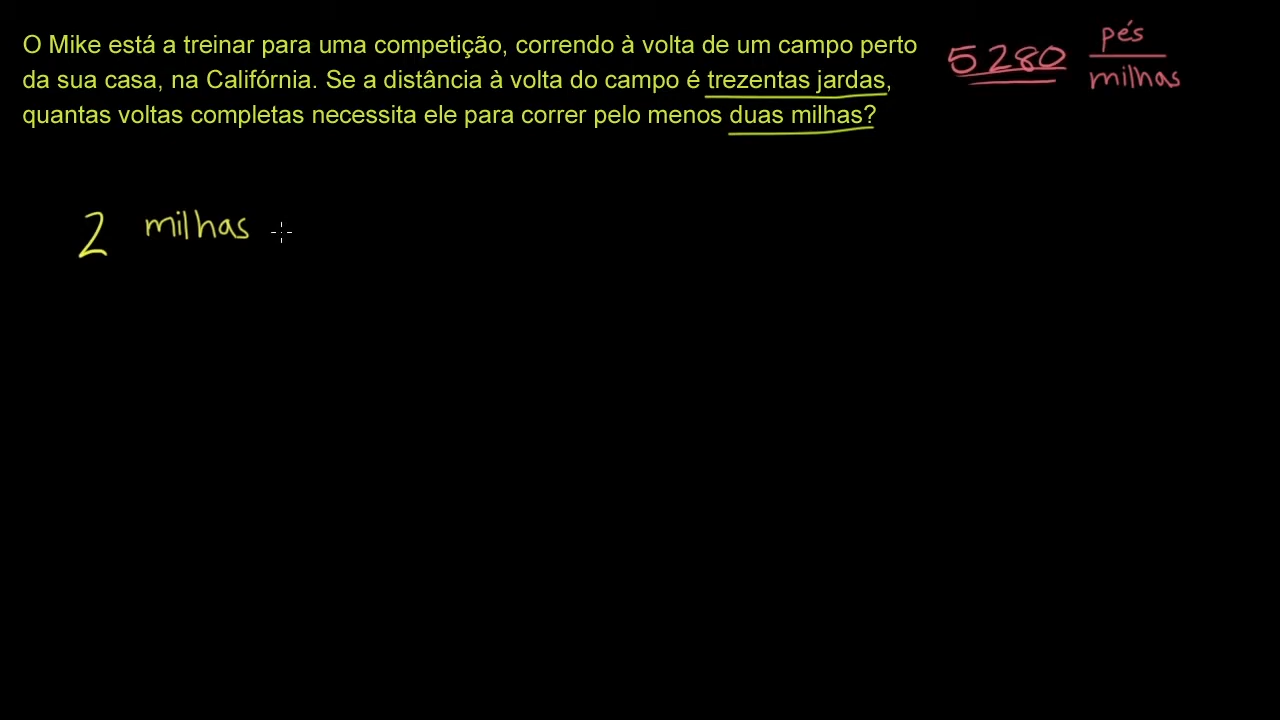 O Mike está a treinar para uma competição, correndo à volta de um campo perto
da sua casa, na Califórnia. Se a distância à volta do campo é trezentas jardas,
quantas voltas completas necessita ele para correr pelo menos duas milhas?
5280 pés
milhas
2 milhas